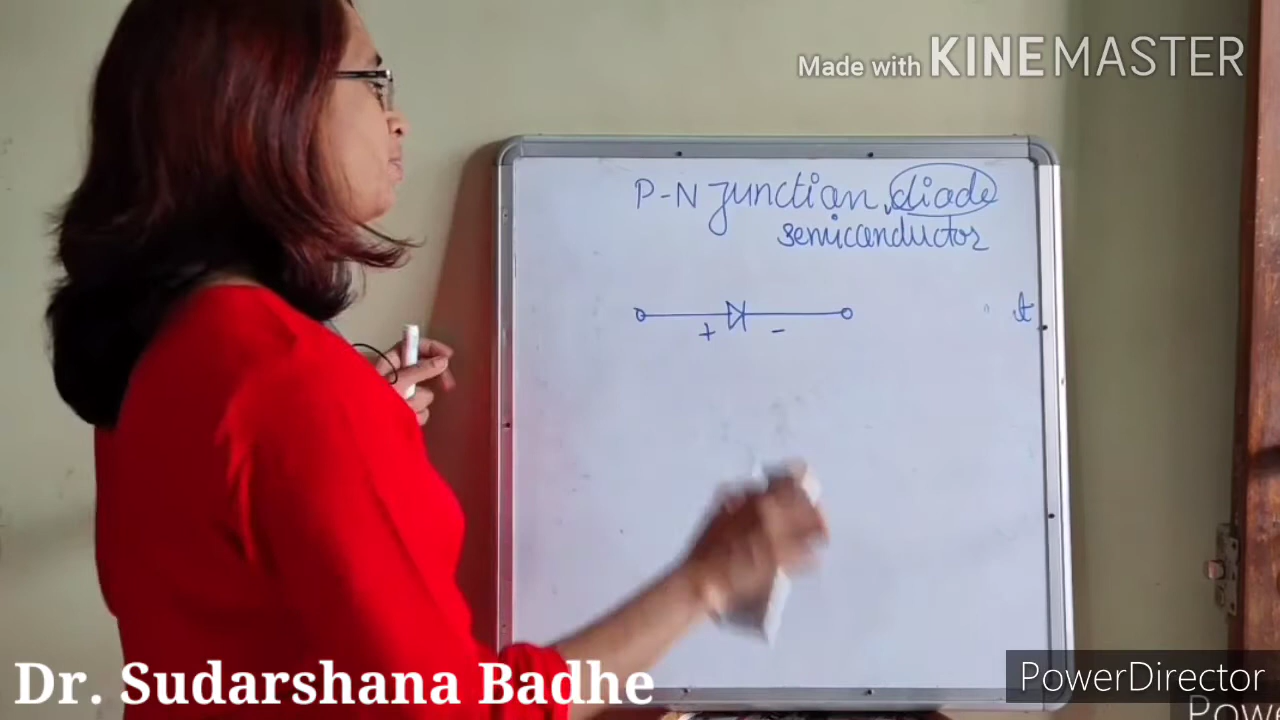 Made with KINEMASTER
P-N Junction diode
semiconductor
+ -
Dr. Sudarshana Badhe
PowerDirector